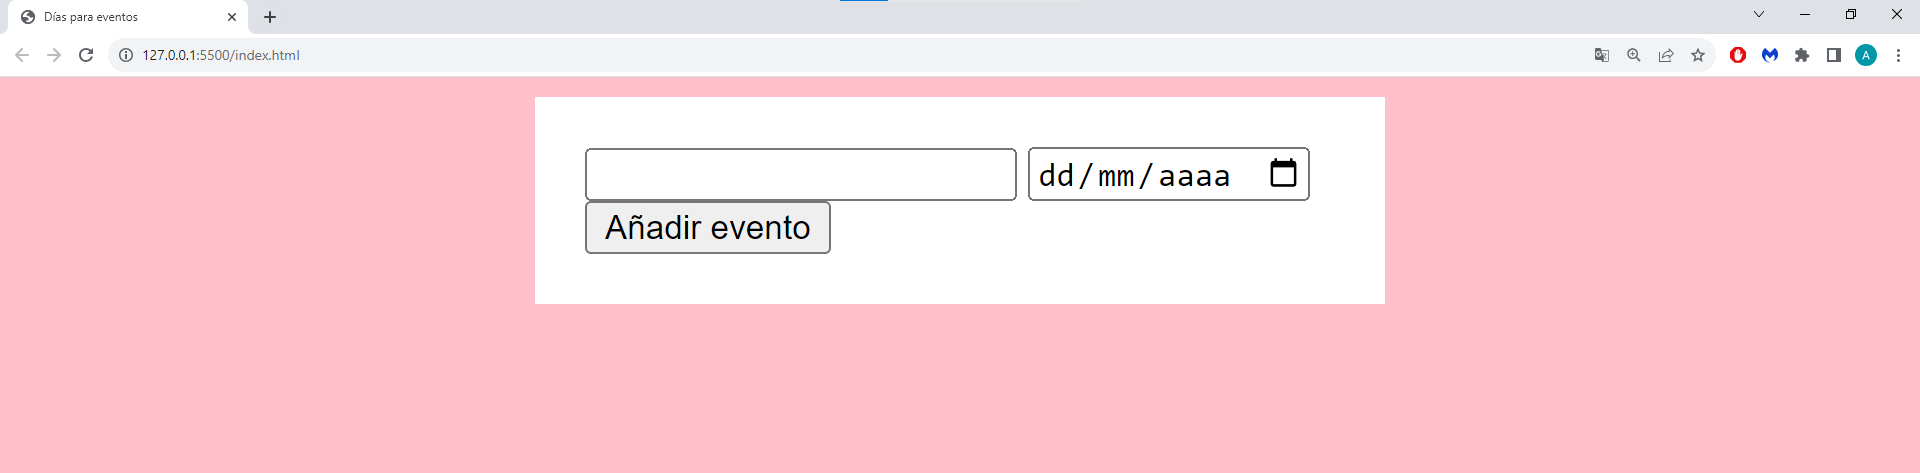 Días para eventos
127.0.0.1:5500/index.html
A
dd/mm/aaaa
Añadir evento